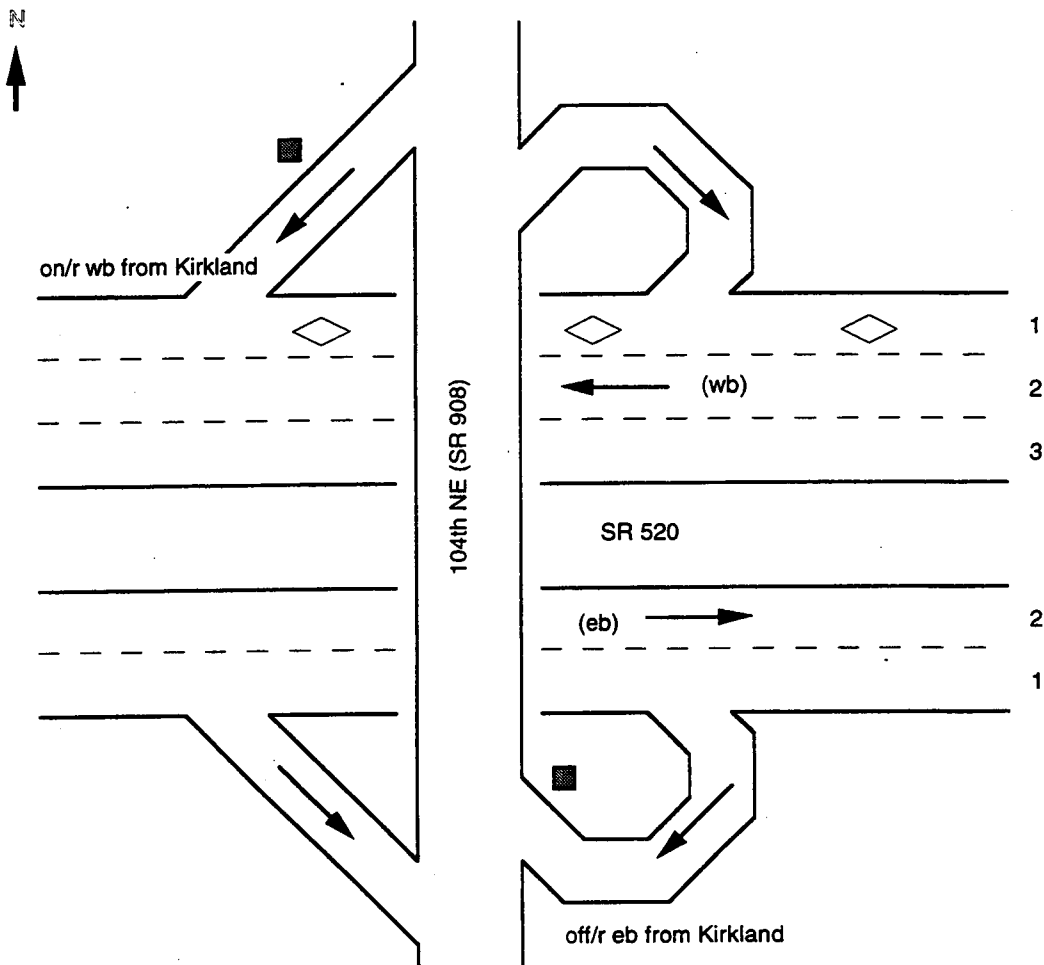 N
on/r wb from Kirkland
1
(wb)
2
3
104th NE (SR 908)
SR 520
(eb)
2
1
off/r eb from Kirkland